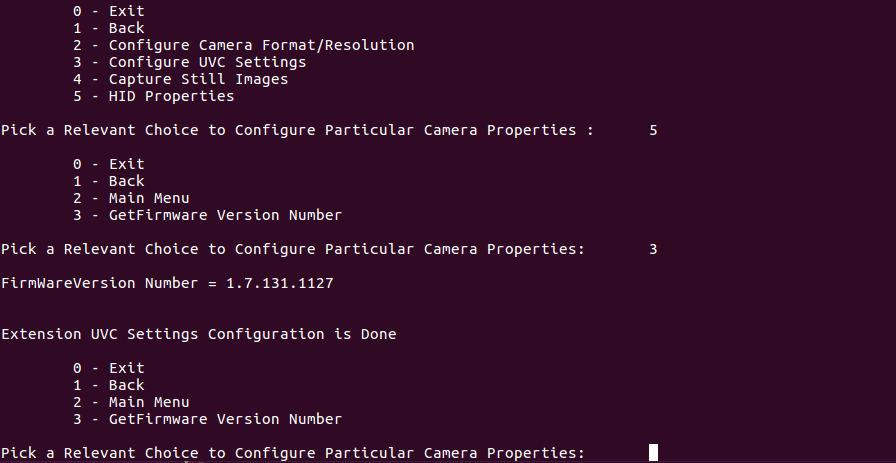 0 - Exit
1 - Back
2 - Configure Camera Format/Resolution
3 - Configure UVC Settings
4 - Capture Still Images
5 - HID Properties
Pick a Relevant Choice to Configure Particular Camera Properties : 5
0 - Exit
1 - Back
2 - Main Menu
3 - GetFirmware Version Number
Pick a Relevant Choice to Configure Particular Camera Properties: 3
FirmWareVersion Number = 1.7.131.1127
Extension UVC Settings Configuration is Done
0 - Exit
1 - Back
2 - Main Menu
3 - GetFirmware Version Number
Pick a Relevant Choice to Configure Particular Camera Properties: